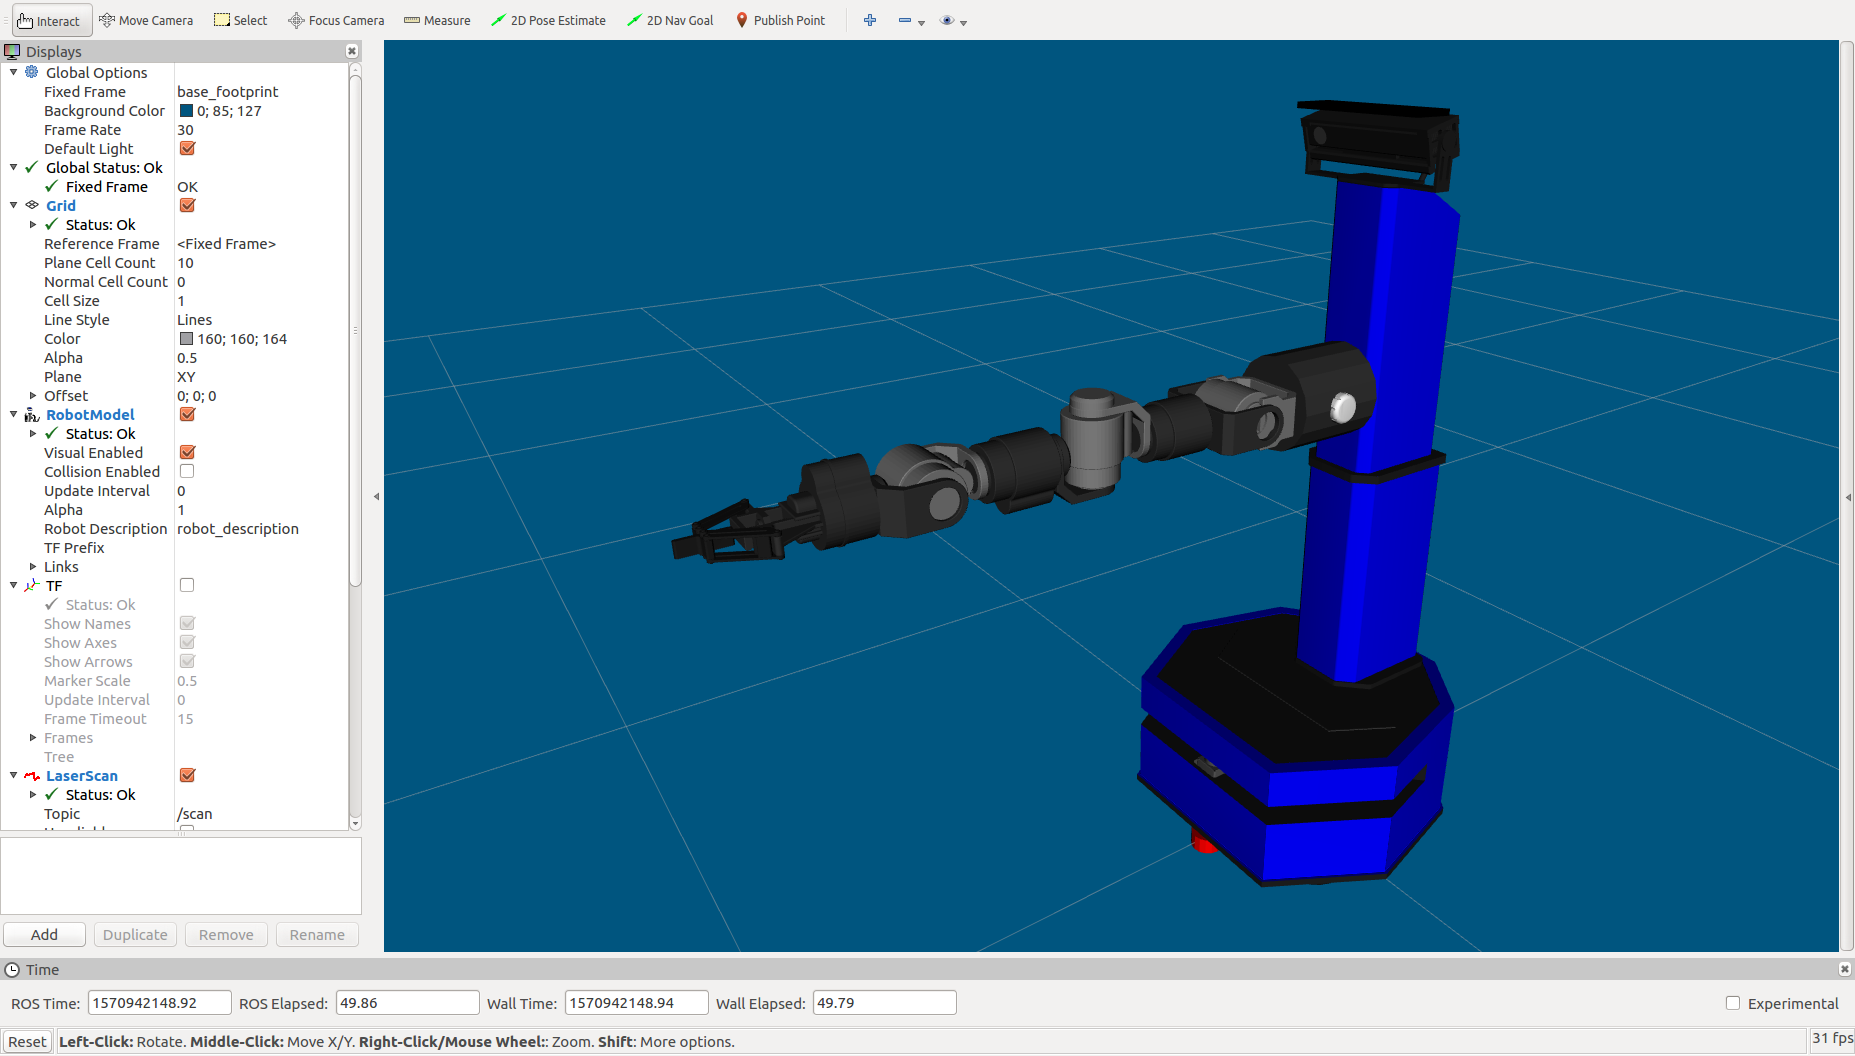 Interact Move Camera Select Focus Camera Measure 2D Pose Estimate 2D Nav Goal Publish Point
Displays
Global Options
Fixed Frame base_footprint
Background Color 0; 85; 127
Frame Rate 30
Default Light
Global Status: Ok
Fixed Frame OK
Grid
Status: Ok
Reference Frame <Fixed Frame>
Plane Cell Count 10
Normal Cell Count 0
Cell Size 1
Line Style Lines
Color 160; 160; 164
Alpha 0.5
Plane XY
Offset 0; 0; 0
RobotModel
Status: Ok
Visual Enabled
Collision Enabled
Update Interval 0
Alpha 1
Robot Description robot_description
TF Prefix
Links
TF
Status: Ok
Show Names
Show Axes
Show Arrows
Marker Scale 0.5
Update Interval 0
Frame Timeout 15
Frames
Tree
LaserScan
Status: Ok
Topic /scan
Add Duplicate Remove Rename
Time
ROS Time: 1570942148.92 ROS Elapsed: 49.86 Wall Time: 1570942148.94 Wall Elapsed: 49.79 Experimental
Reset Left-Click: Rotate. Middle-Click: Move X/Y. Right-Click/Mouse Wheel:: Zoom. Shift: More options. 31 fps